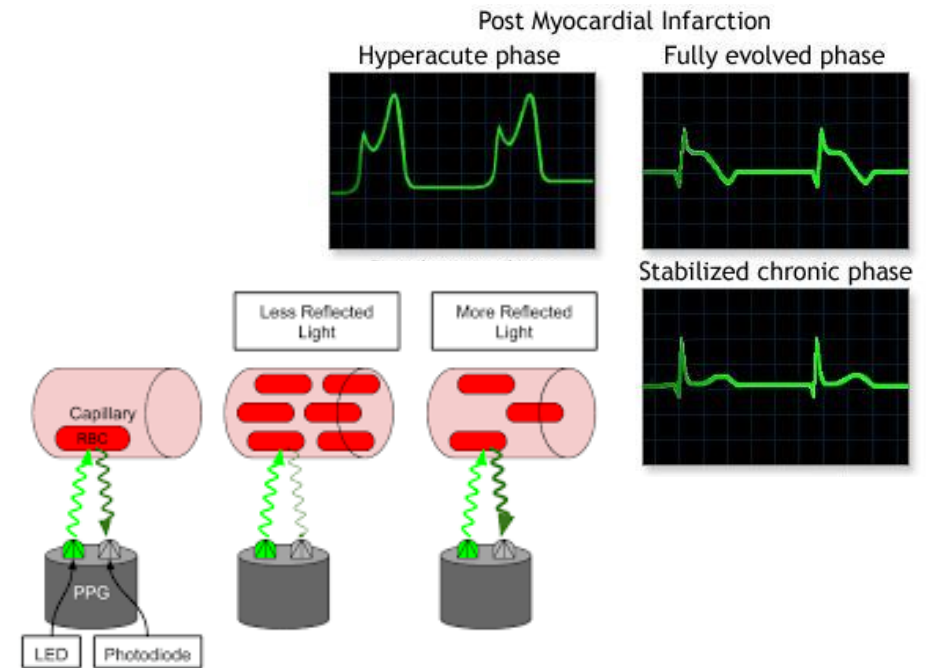 Post Myocardial Infarction
Hyperacute phase
Fully evolved phase
Stabilized chronic phase
Less Reflected
Light
More Reflected
Light
Capillary
RBC
PPG
LED
Photodiode